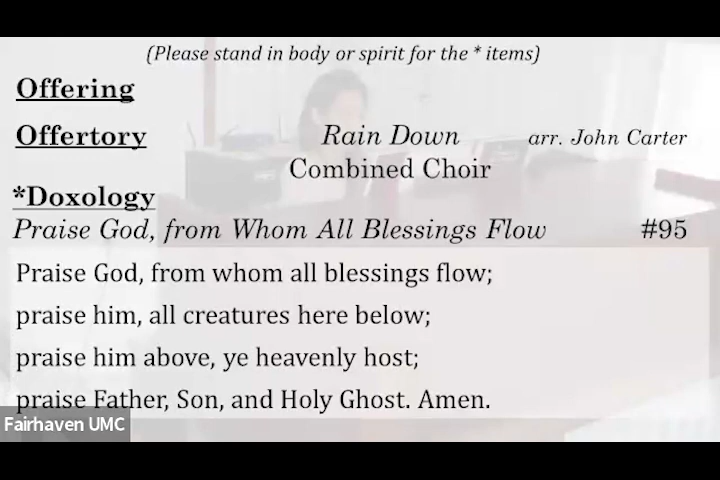 (Please stand in body or spirit for the * items)
Offering
Offertory Rain Down arr. John Carter
Combined Choir
*Doxology
Praise God, from Whom All Blessings Flow #95
Praise God, from whom all blessings flow;
praise him, all creatures here below;
praise him above, ye heavenly host;
praise Father, Son, and Holy Ghost. Amen.
Fairhaven UMC